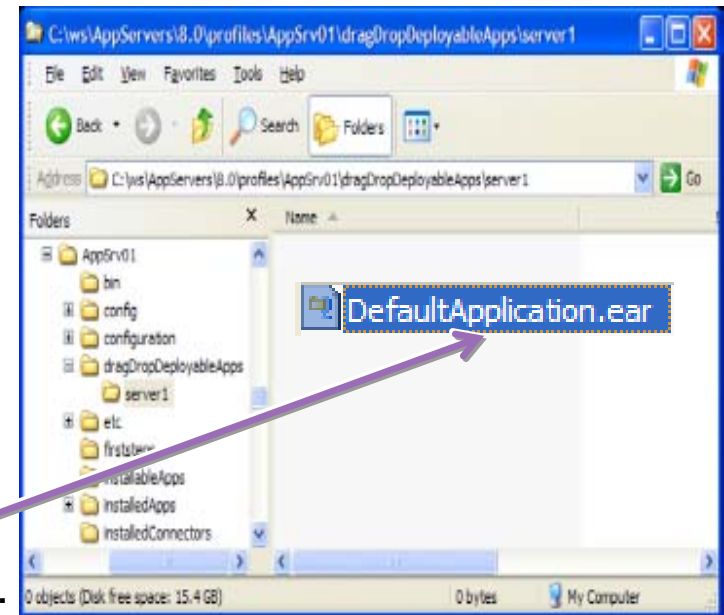 C:\ws\AppServers\8.0\profiles\AppSrv01\dragDropDeployableApps\server1
File Edit View Favorites Tools Help
Back Search Folders
Address C:\ws\AppServers\8.0\profiles\AppSrv01\dragDropDeployableApps\server1 Go
Folders X Name
AppSrv01
bin
config
configuration
dragDropDeployableApps
server1
etc
firststeps
installableApps
installedApps
installedConnectors
DefaultApplication.ear
0 objects (Disk free space: 15.4 GB) 0 bytes My Computer